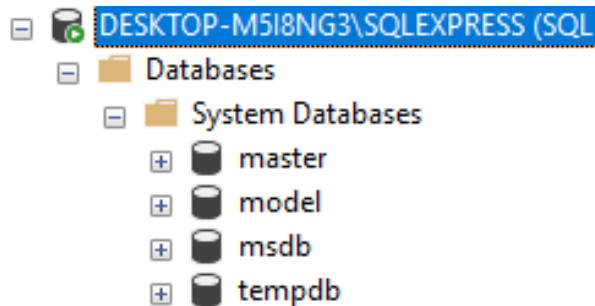 DESKTOP-M5I8NG3\SQLEXPRESS (SQL
Databases
System Databases
master
model
msdb
tempdb